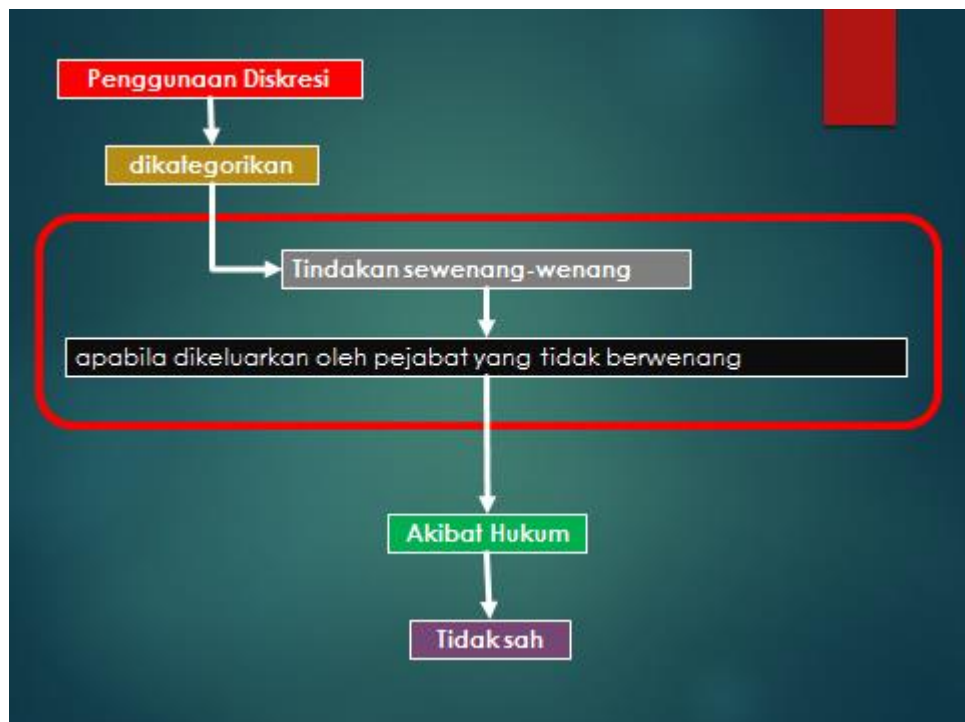 Penggunaan Diskresi
dikategorikan
Tindakan sewenang-wenang
apabila dikeluarkan oleh pejabat yang tidak berwenang
Akibat Hukum
Tidak sah